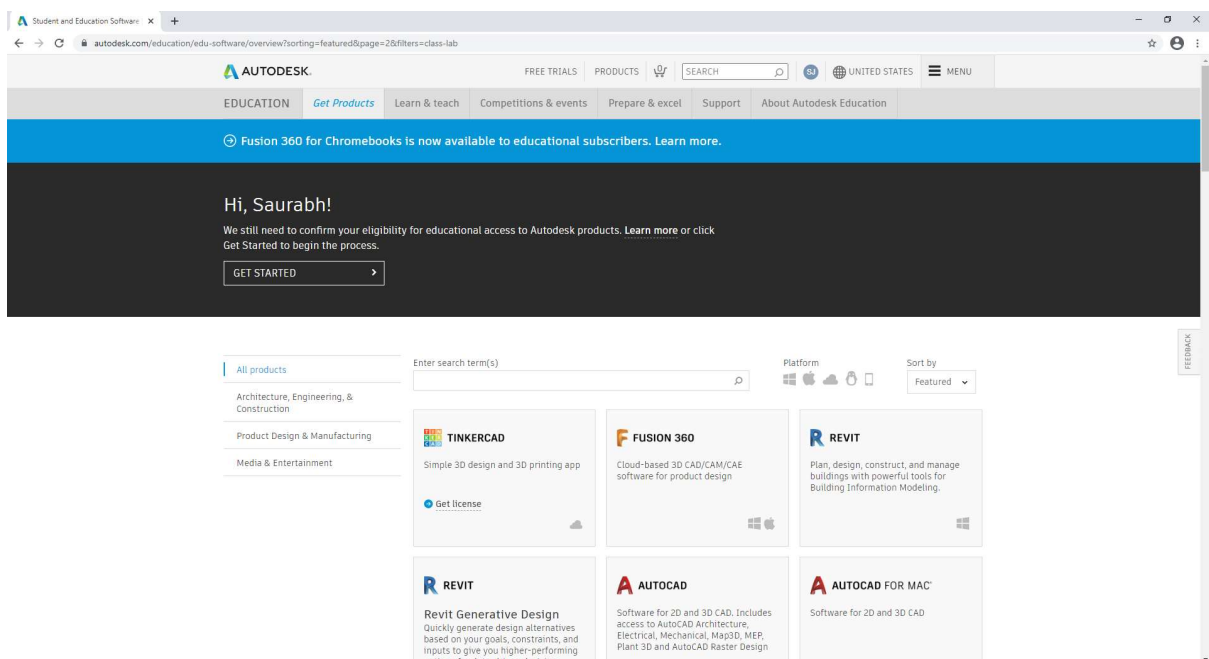 Student and Education Software
autodesk.com/education/edu-software/overview?sorting=featured&page=2&filters=class-lab
AUTODESK.
FREE TRIALS
PRODUCTS
SEARCH
SJ
UNITED STATES
MENU
EDUCATION
Get Products
Learn & teach
Competitions & events
Prepare & excel
Support
About Autodesk Education
Fusion 360 for Chromebooks is now available to educational subscribers. Learn more.
Hi, Saurabh!
We still need to confirm your eligibility for educational access to Autodesk products. Learn more or click
Get Started to begin the process.
GET STARTED
FEEDBACK
All products
Architecture, Engineering, &
Construction
Product Design & Manufacturing
Media & Entertainment
Enter search term(s)
Platform
Sort by
Featured
TINKERCAD
Simple 3D design and 3D printing app
Get license
FUSION 360
Cloud-based 3D CAD/CAM/CAE
software for product design
REVIT
Plan, design, construct, and manage
buildings with powerful tools for
Building Information Modeling.
REVIT
Revit Generative Design
Quickly generate design alternatives
based on your goals, constraints, and
inputs to give you higher-performing
AUTOCAD
Software for 2D and 3D CAD. Includes
access to AutoCAD Architecture,
Electrical, Mechanical, Map3D, MEP,
Plant 3D and AutoCAD Raster Design
AUTOCAD FOR MAC
Software for 2D and 3D CAD